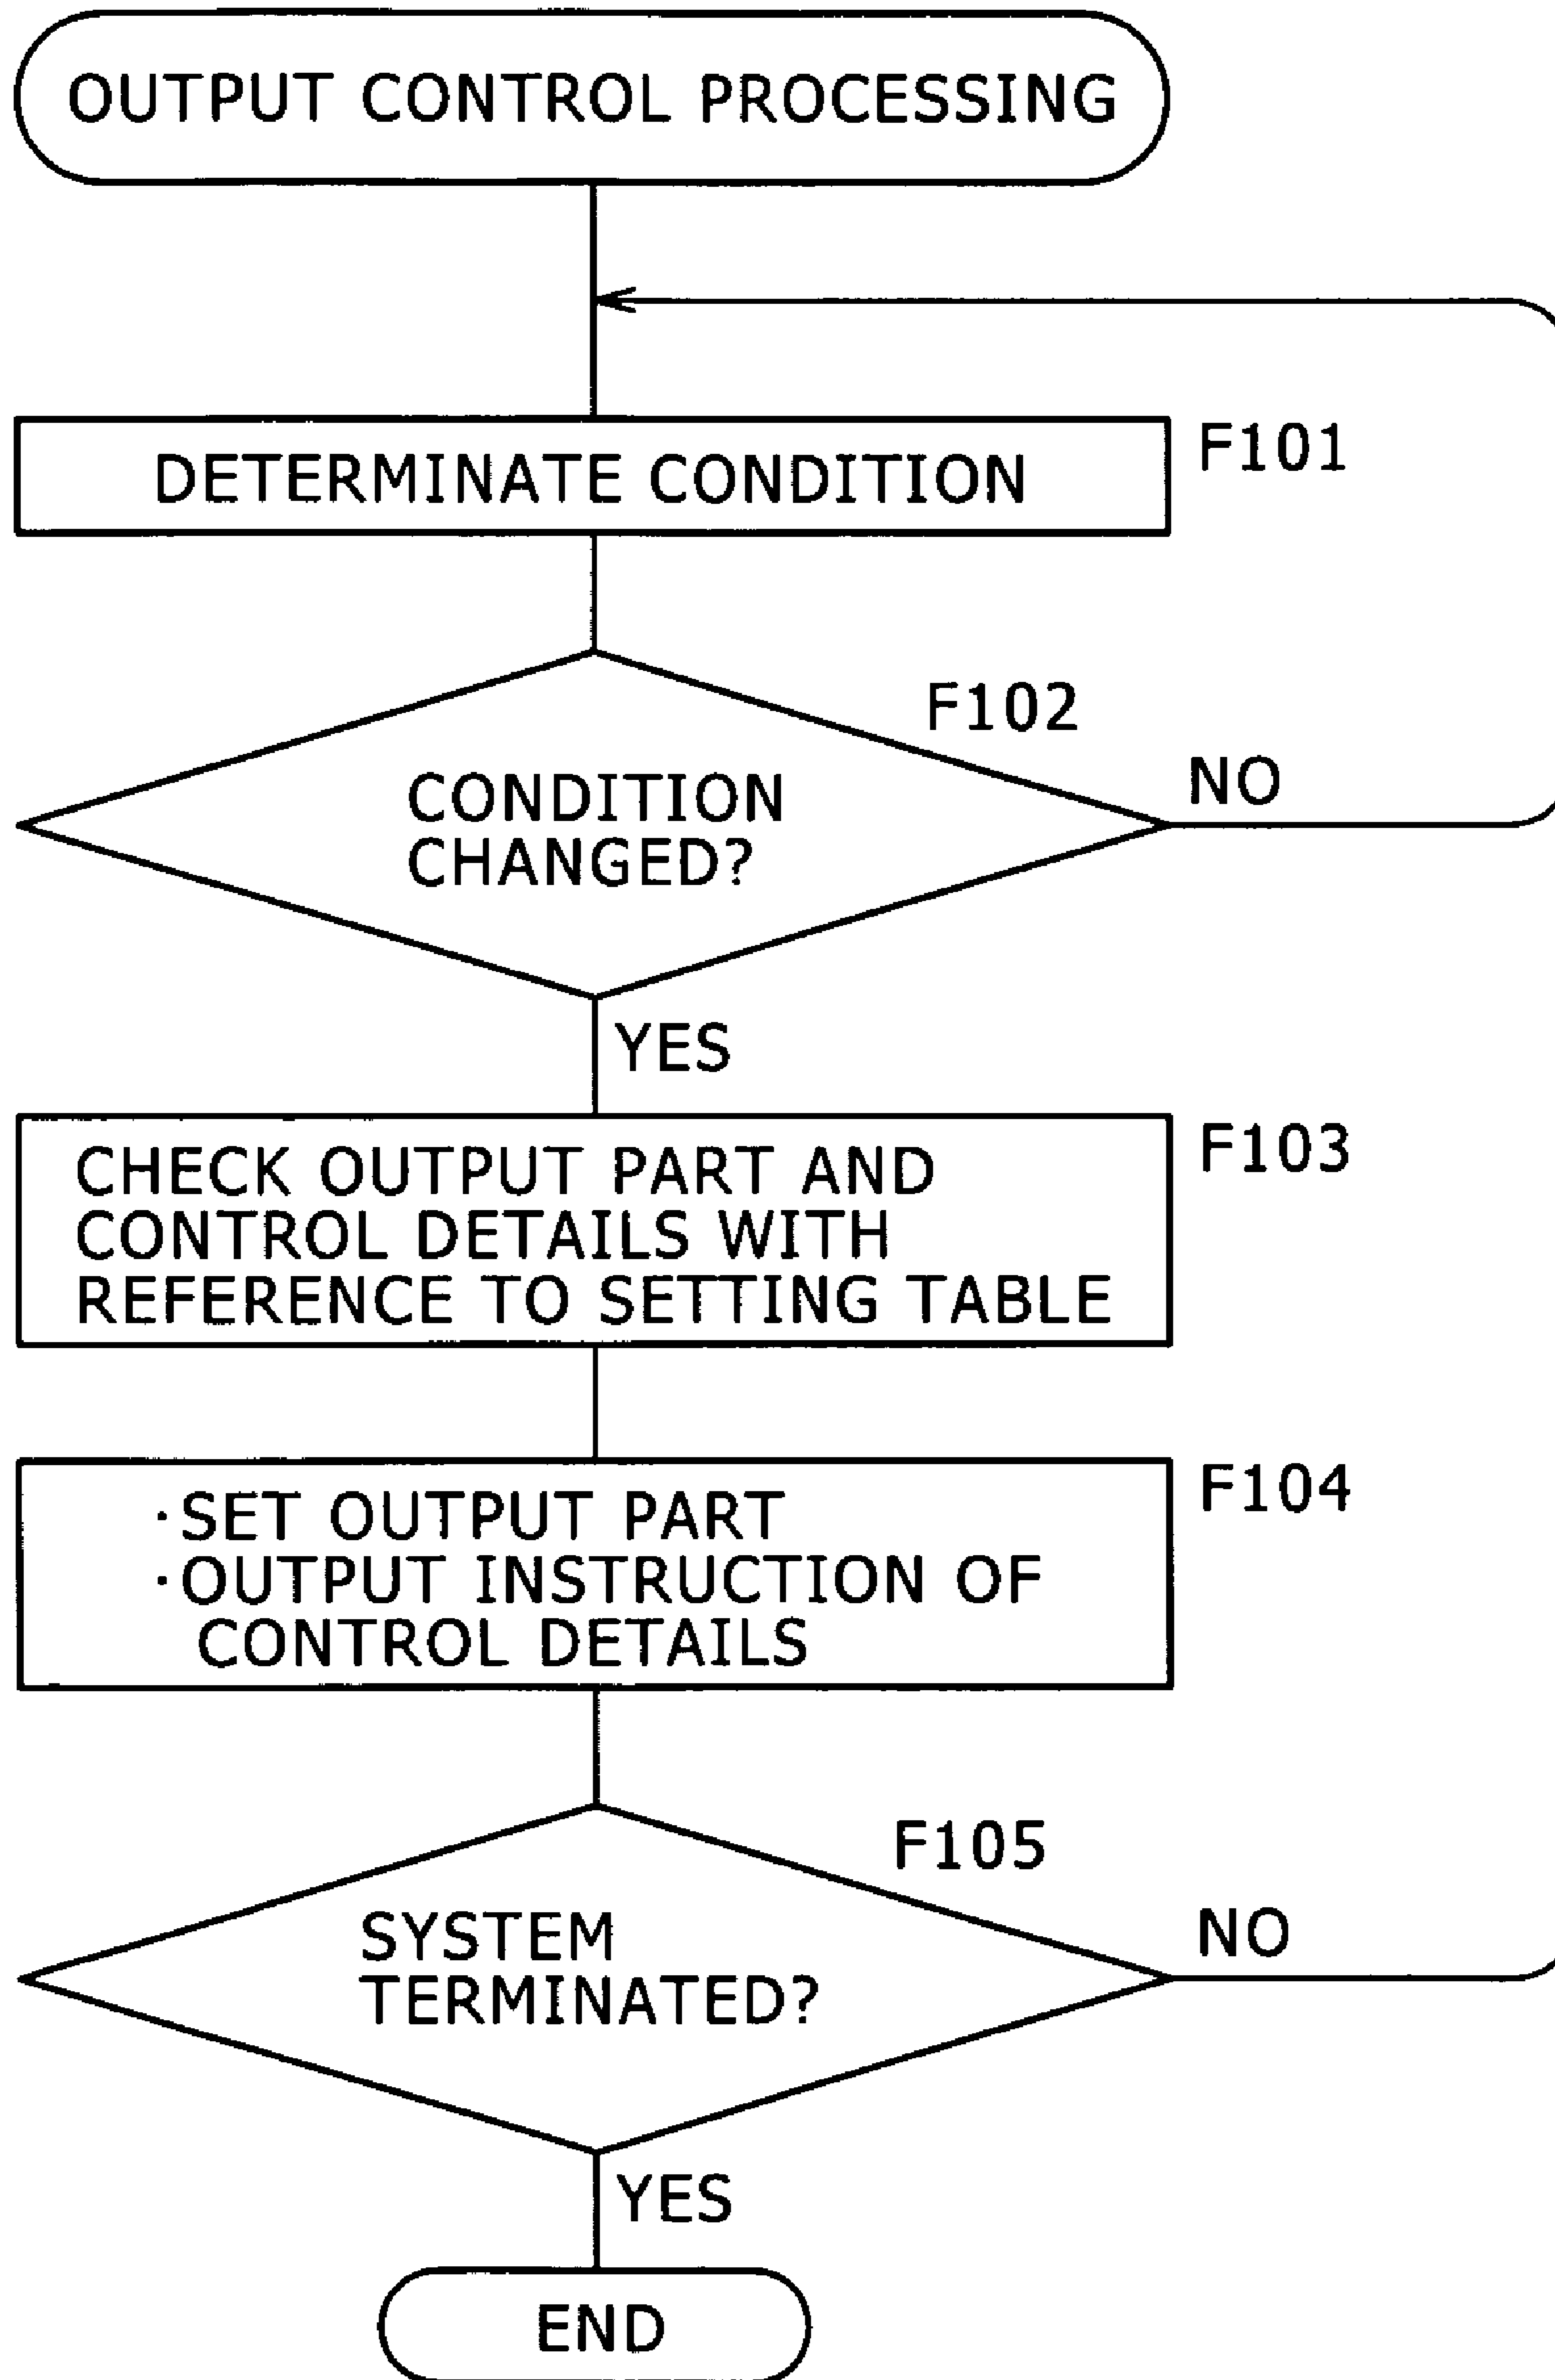 OUTPUT CONTROL PROCESSING
DETERMINATE CONDITION
F101
F102
CONDITION
CHANGED?
NO
YES
CHECK OUTPUT PART AND
CONTROL DETAILS WITH
REFERENCE TO SETTING TABLE
F103
·SET OUTPUT PART
·OUTPUT INSTRUCTION OF
CONTROL DETAILS
F104
F105
SYSTEM
TERMINATED?
NO
YES
END